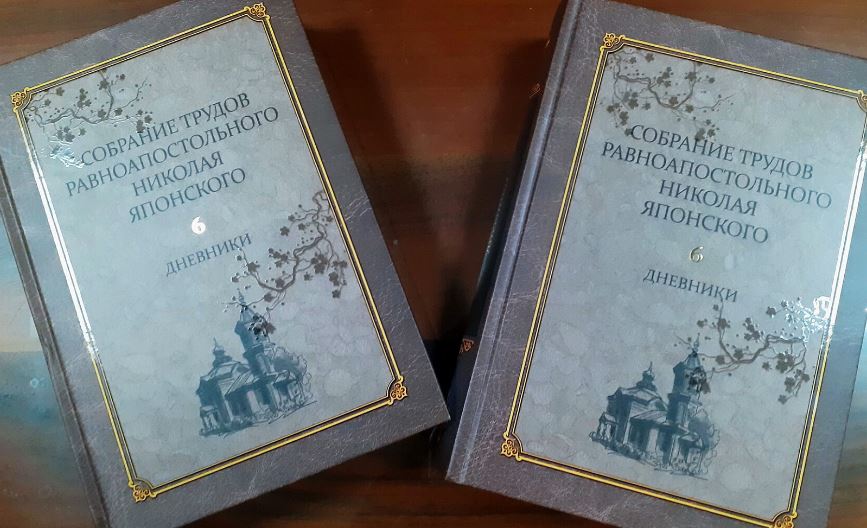 СОБРАНИЕ ТРУДОВ
РАВНОАПОСТОЛЬНОГО
НИКОЛАЯ
ЯПОНСКОГО
6
ДНЕВНИКИ
СОБРАНИЕ ТРУДОВ
РАВНОАПОСТОЛЬНОГО
НИКОЛАЯ
ЯПОНСКОГО
6
ДНЕВНИКИ